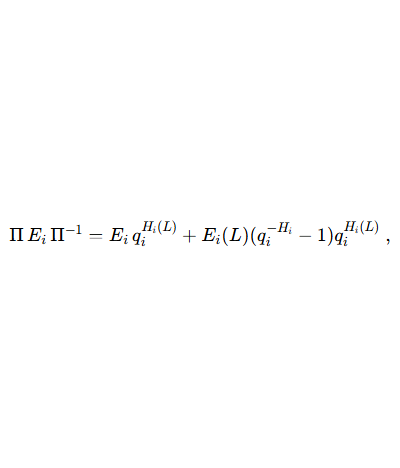 Π E_i Π^{-1} = E_i q_i^{H_i(L)} + E_i(L)(q_i^{-H_i} − 1)q_i^{H_i(L)} ,